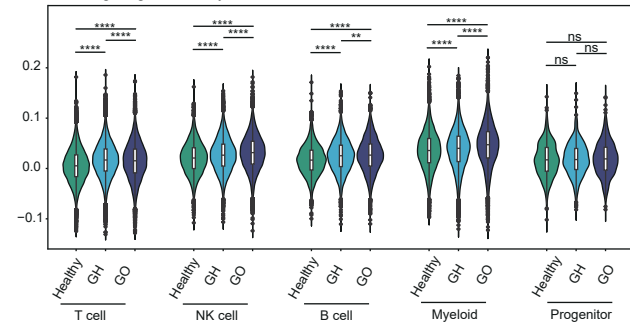 ****
****
****
****
****
****
****
****
**
****
****
****
ns
ns
ns
0.2
0.1
0.0
−0.1
Healthy
GH
GO
Healthy
GH
GO
Healthy
GH
GO
Healthy
GH
GO
Healthy
GH
GO
T cell
NK cell
B cell
Myeloid
Progenitor